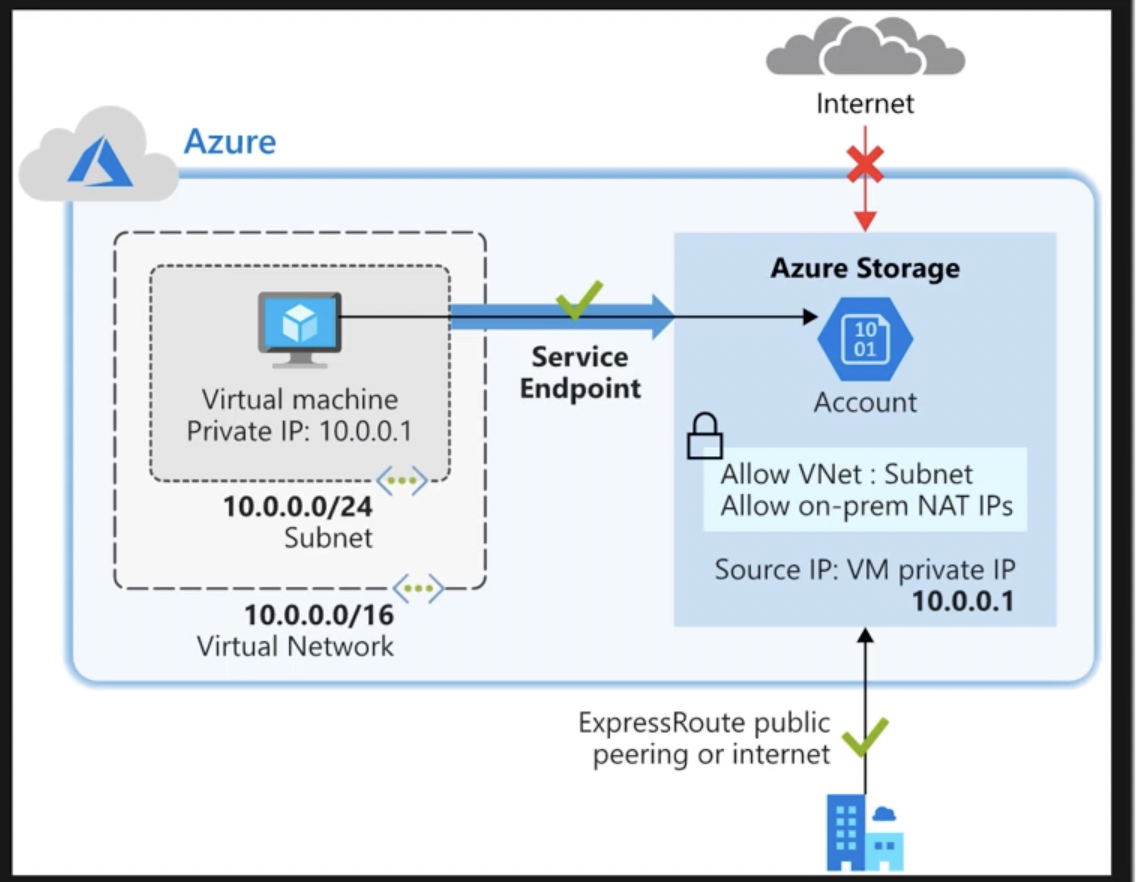 Internet
Azure
Azure Storage
10
01
Account
Service
Endpoint
Virtual machine
Private IP: 10.0.0.1
10.0.0.0/24
Subnet
10.0.0.0/16
Virtual Network
Allow VNet : Subnet
Allow on-prem NAT IPs
Source IP: VM private IP
10.0.0.1
ExpressRoute public
peering or internet